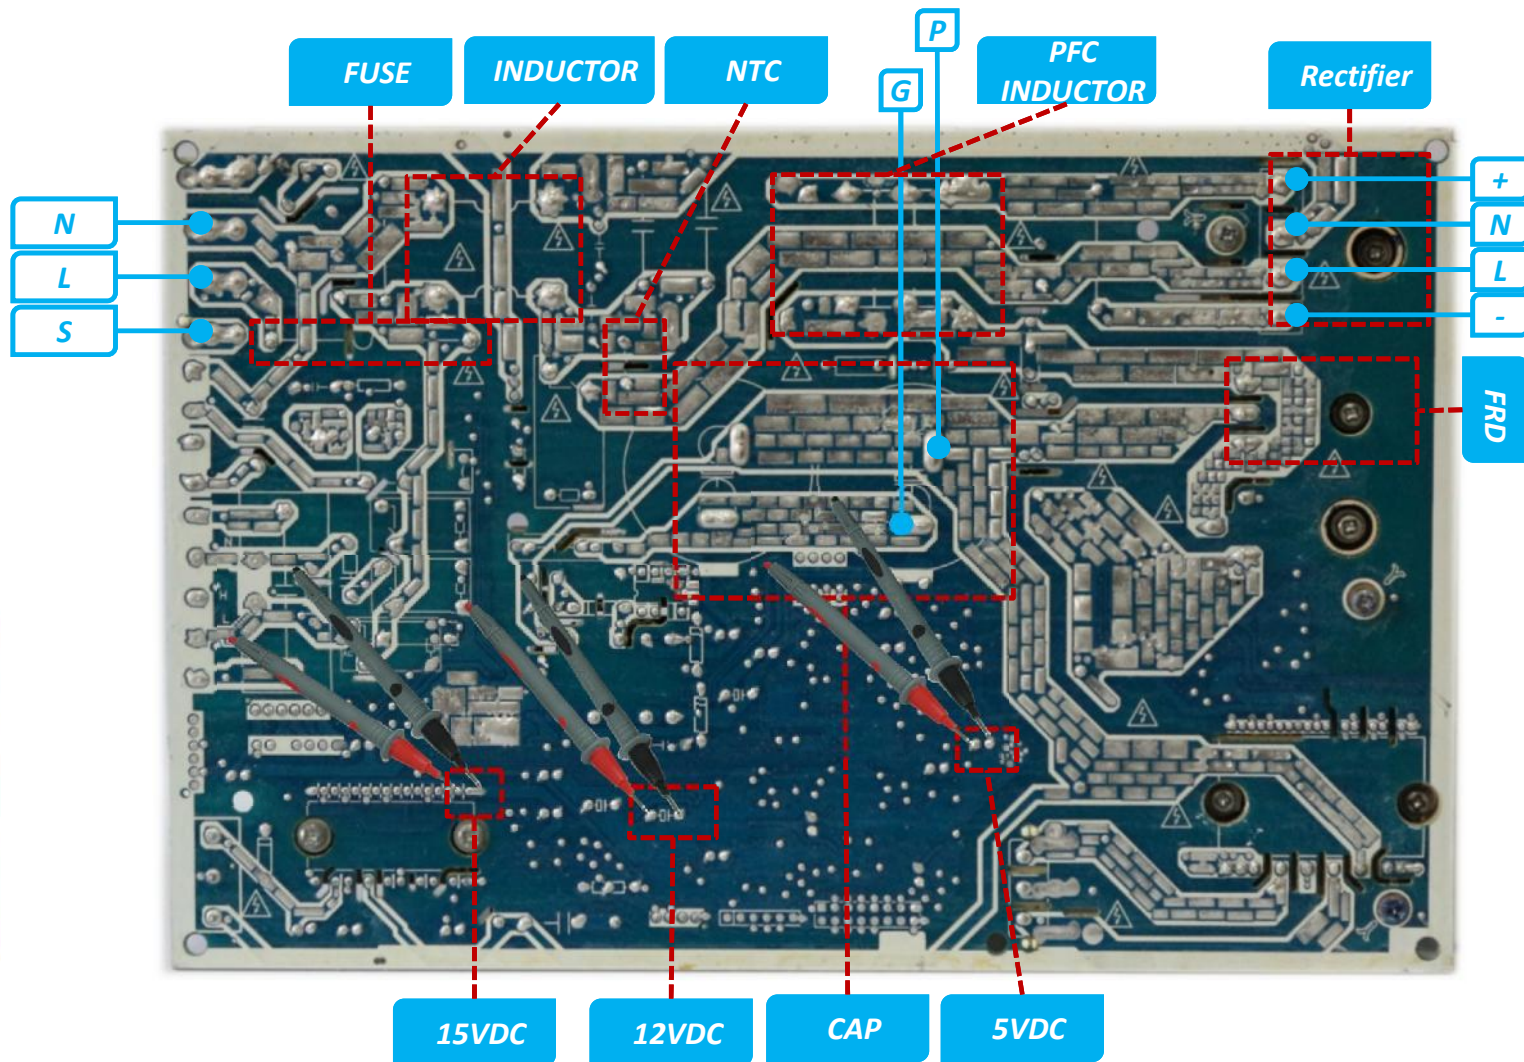 P
FUSE
INDUCTOR
NTC
PFC
INDUCTOR
Rectifier
G
+
N
N
L
L
S
-
FRD
15VDC
12VDC
CAP
5VDC